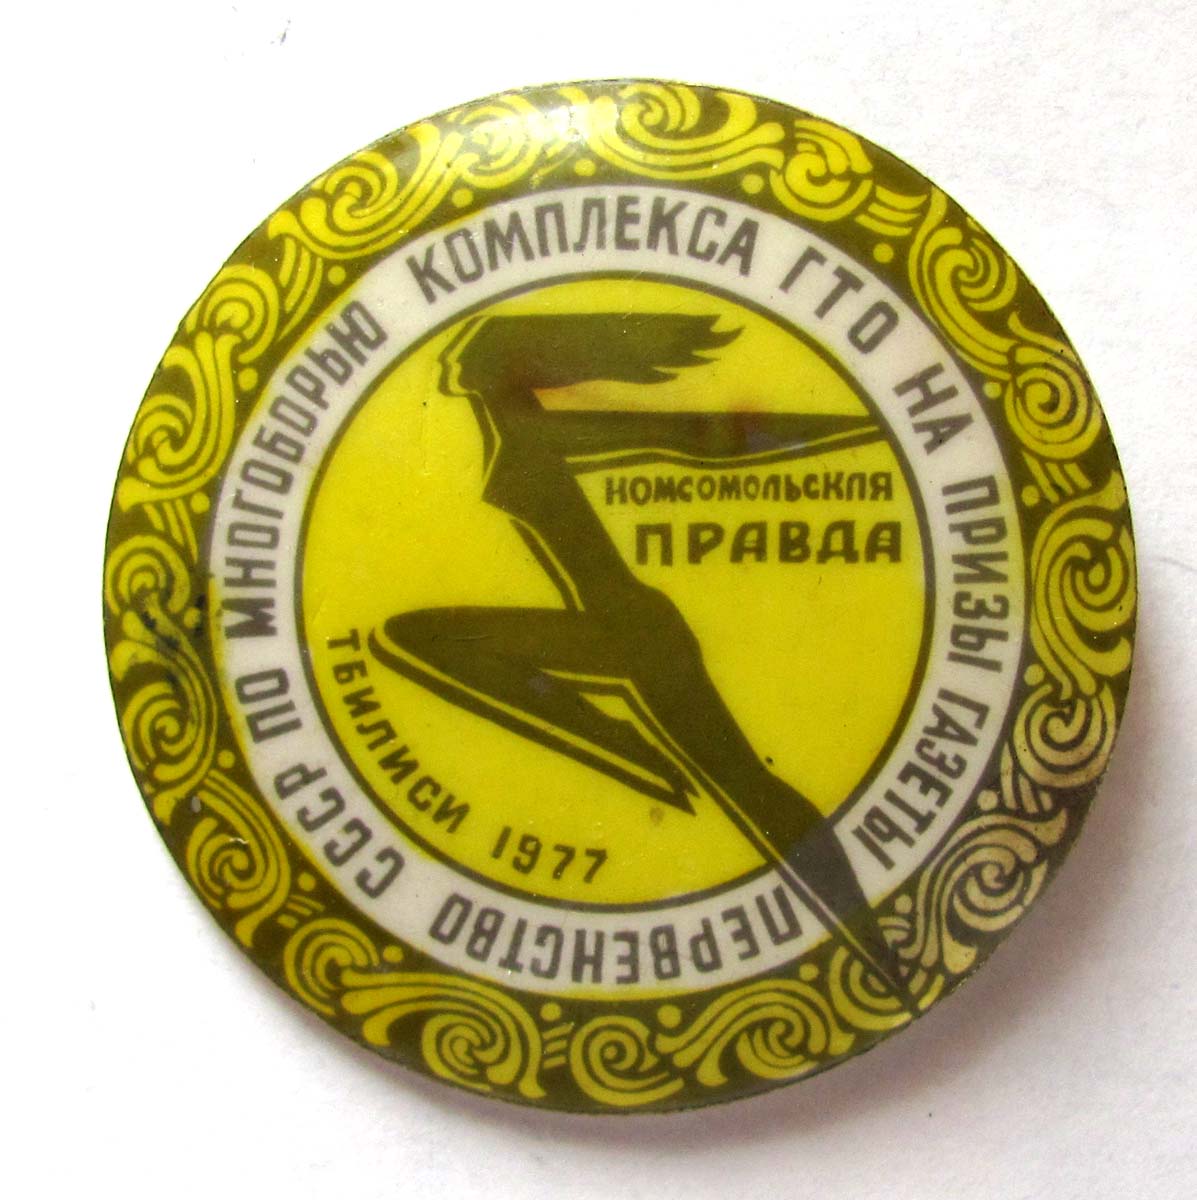 ПЕРВЕНСТВО СССР ПО МНОГОБОРЬЮ КОМПЛЕКСА ГТО НА ПРИЗЫ ГАЗЕТЫ
КОМСОМОЛЬСКАЯ
ПРАВДА
ТБИЛИСИ 1977